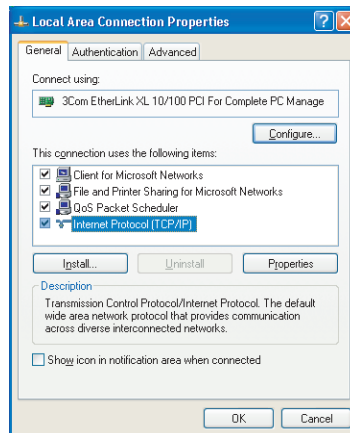 Local Area Connection Properties
General Authentication Advanced
Connect using:
3Com EtherLink XL 10/100 PCI For Complete PC Manage
Configure...
This connection uses the following items:
Client for Microsoft Networks
File and Printer Sharing for Microsoft Networks
QoS Packet Scheduler
Internet Protocol (TCP/IP)
Install... Uninstall Properties
Description
Transmission Control Protocol/Internet Protocol. The default
wide area network protocol that provides communication
across diverse interconnected networks.
Show icon in notification area when connected
OK Cancel